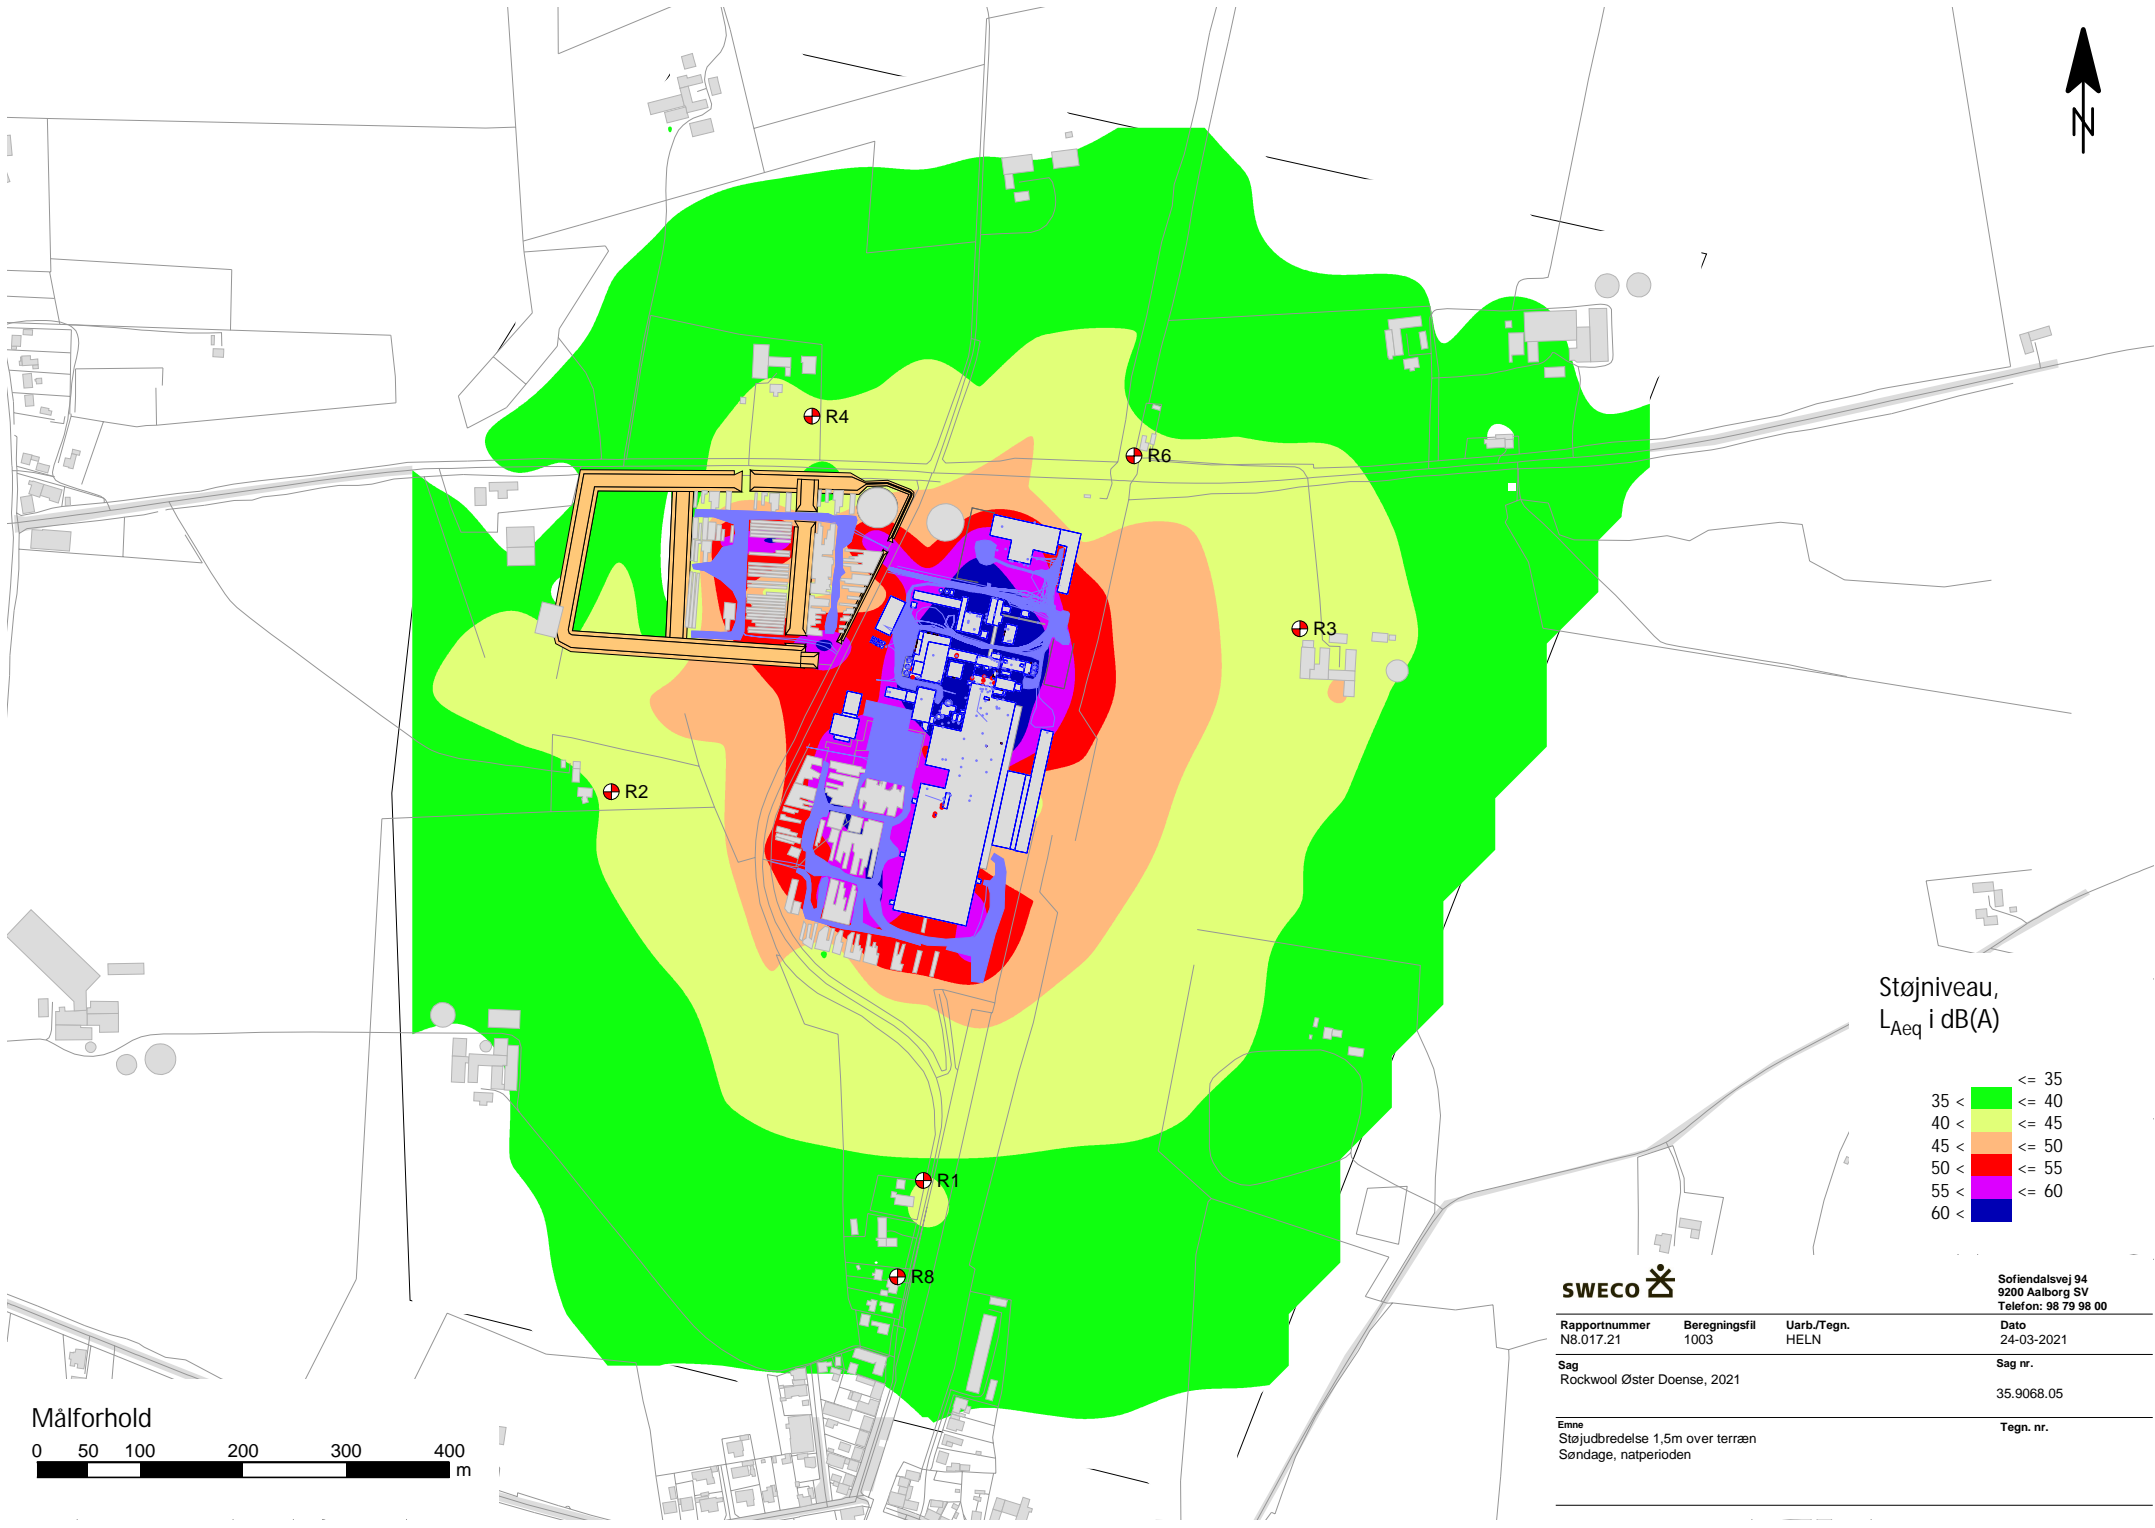 N
R4
R6
R3
R2
R1
R8
Støjniveau,
LAeq i dB(A)
<= 35
35 < <= 40
40 < <= 45
45 < <= 50
50 < <= 55
55 < <= 60
60 <
Målforhold
0 50 100 200 300 400
m
SWECO
Sofiendalsvej 94
9200 Aalborg SV
Telefon: 98 79 98 00
Rapportnummer Beregningsfil Uarb./Tegn. Dato
N8.017.21 1003 HELN 24-03-2021
Sag Sag nr.
Rockwool Øster Doense, 2021
35.9068.05
Emne Tegn. nr.
Støjudbredelse 1,5m over terræn
Søndage, natperioden